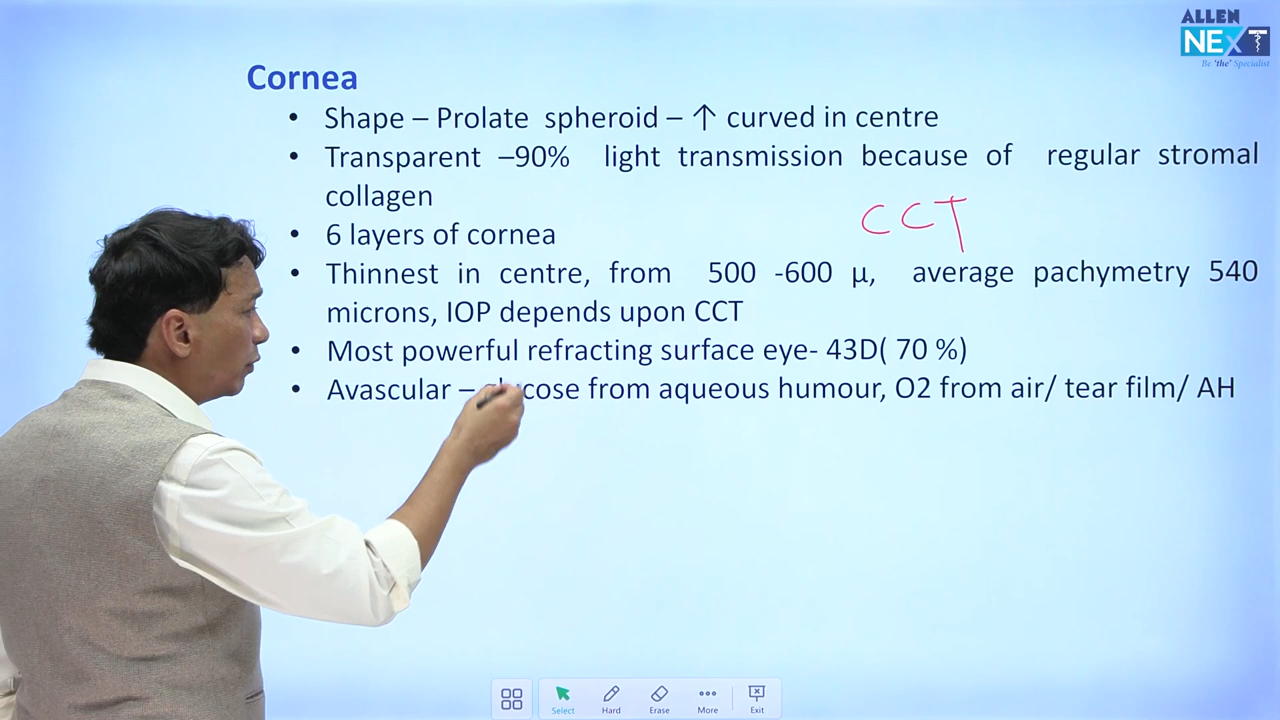 ALLEN
NEXT
Be 'the' Specialist
Cornea
• Shape – Prolate spheroid – ↑ curved in centre
• Transparent –90% light transmission because of regular stromal
collagen
CCT
• 6 layers of cornea
• Thinnest in centre, from 500 -600 μ, average pachymetry 540
microns, IOP depends upon CCT
• Most powerful refracting surface eye- 43D( 70 %)
• Avascular – glucose from aqueous humour, O2 from air/ tear film/ AH
Select Hard Erase More Exit